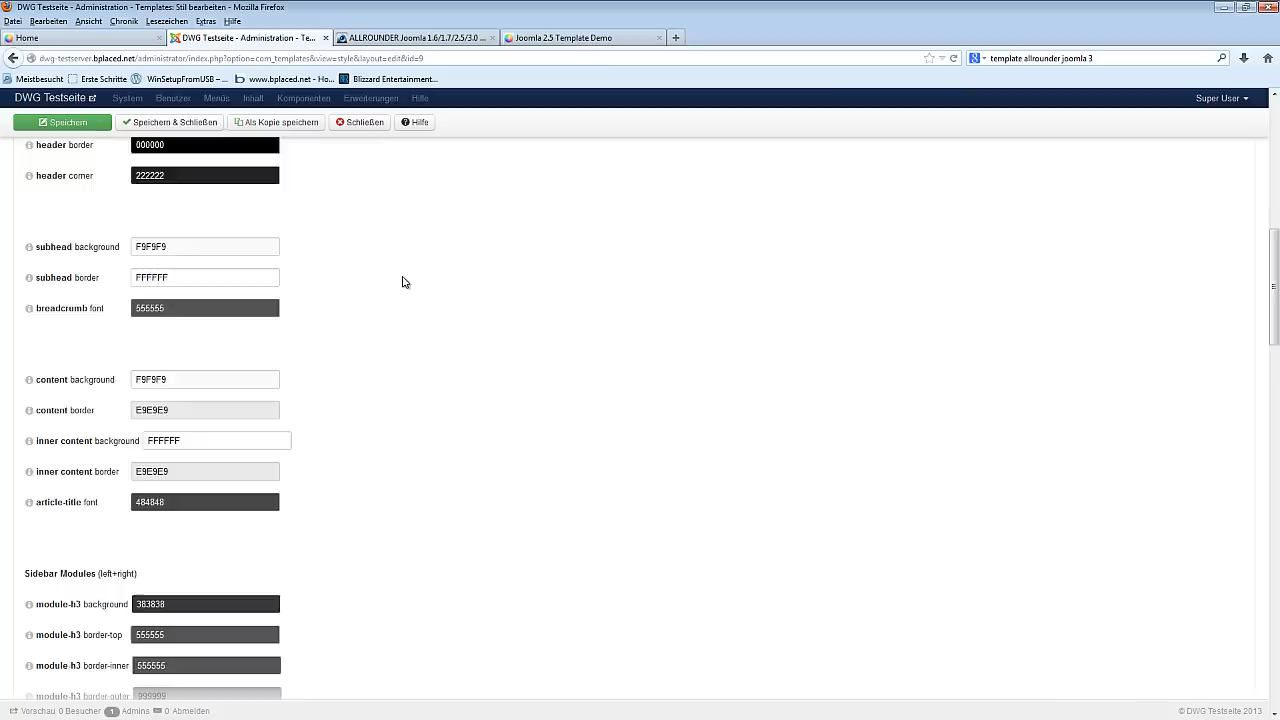 DWG Testseite - Administration - Templates: Stil bearbeiten - Mozilla Firefox
Datei Bearbeiten Ansicht Chronik Lesezeichen Extras Hilfe
Home DWG Testseite - Administration - Te... ALLROUNDER Joomla 1.6/1.7/2.5/3.0 ... Joomla 2.5 Template Demo
dwg-testserver.bplaced.net/administrator/index.php?option=com_templates&view=style&layout=edit&id=9 template allrounder joomla 3
Meistbesucht Erste Schritte WinSetupFromUSB - ... www.bplaced.net - Ho... Blizzard Entertainment...
DWG Testseite System Benutzer Menüs Inhalt Komponenten Erweiterungen Hilfe Super User
Speichern Speichern & Schließen Als Kopie speichern Schließen Hilfe
header border 000000
header corner 222222
subhead background F9F9F9
subhead border FFFFFF
breadcrumb font 555555
content background F9F9F9
content border E9E9E9
inner content background FFFFFF
inner content border E9E9E9
article-title font 484848
Sidebar Modules (left+right)
module-h3 background 383838
module-h3 border-top 555555
module-h3 border-inner 555555
module-h3 border-outer 999999
Vorschau 0 Besucher 1 Admins 0 Abmelden © DWG Testseite 2013